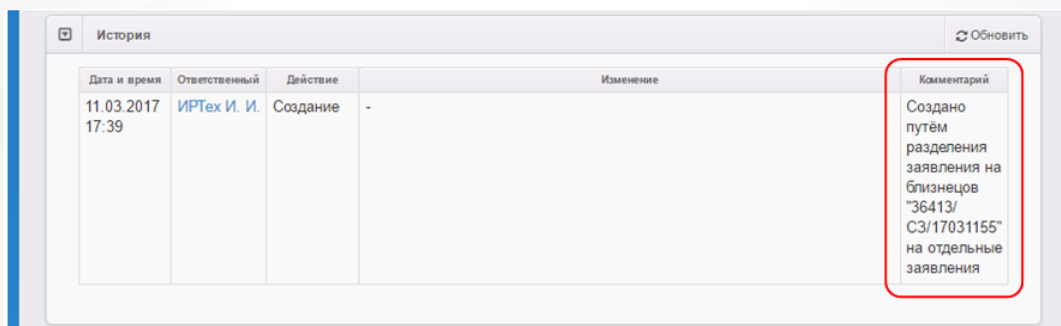 История
Обновить
Дата и время Ответственный Действие Изменение Комментарий
11.03.2017 ИРТех И. И. Создание - Создано
17:39 путём
разделения
заявления на
близнецов
"36413/
СЗ/17031155"
на отдельные
заявления